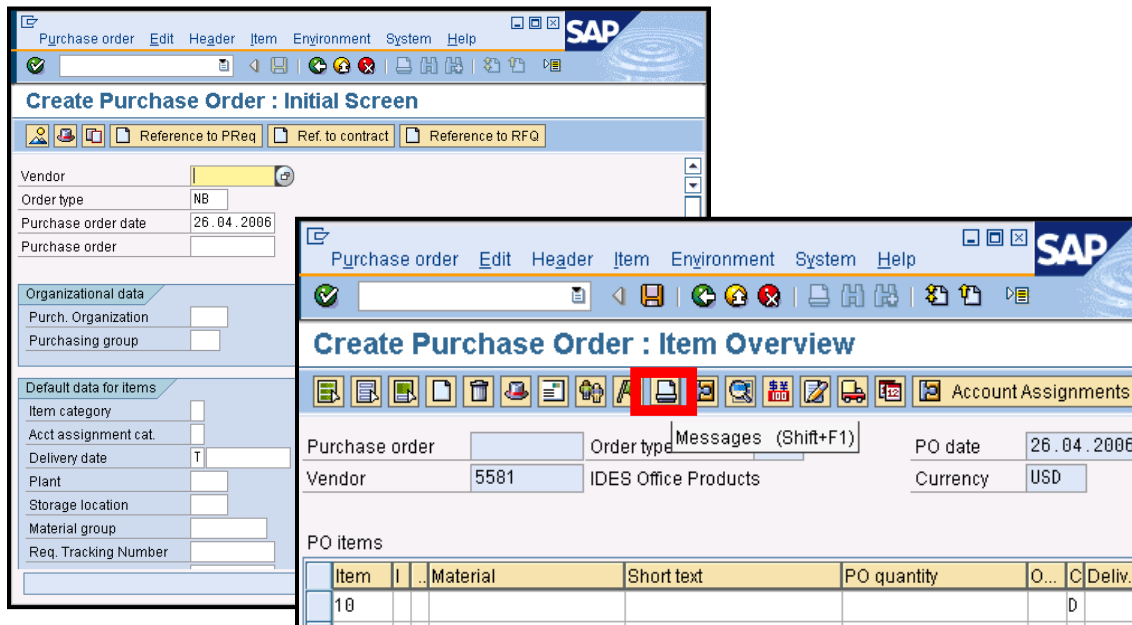 Purchase order Edit Header Item Environment System Help
SAP
Create Purchase Order : Initial Screen
Reference to PReq Ref. to contract Reference to RFQ
Vendor
Order type NB
Purchase order date 26.04.2006
Purchase order
Organizational data
Purch. Organization
Purchasing group
Default data for items
Item category
Acct assignment cat.
Delivery date T
Plant
Storage location
Material group
Req. Tracking Number
Purchase order Edit Header Item Environment System Help
SAP
Create Purchase Order : Item Overview
Account Assignments
Messages (Shift+F1)
Purchase order Order type PO date 26.04.2006
Vendor 5581 IDES Office Products Currency USD
PO items
Item I .. Material Short text PO quantity O... C Deliv.
10 D